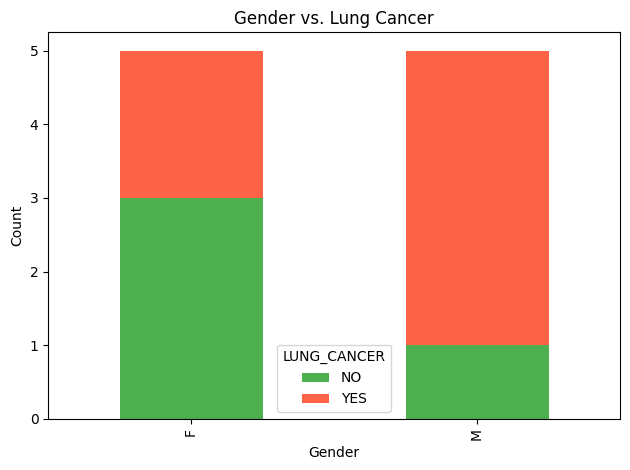 Gender vs. Lung Cancer
5
4
3
2
1
0
Count
LUNG_CANCER
NO
YES
F
M
Gender